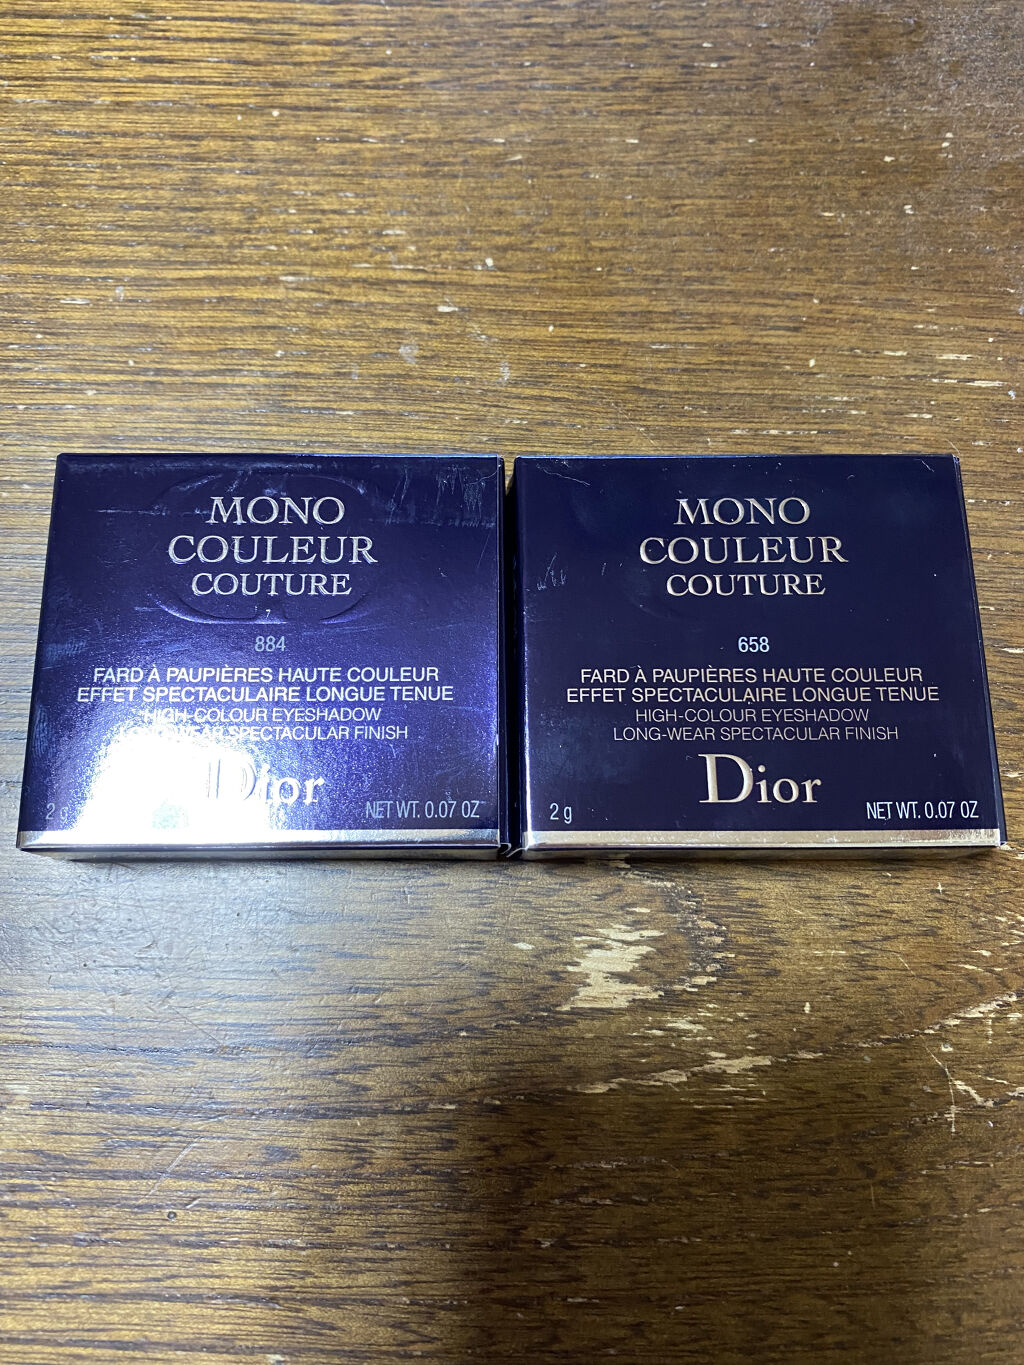 MONO
COULEUR
COUTURE
884
FARD À PAUPIÈRES HAUTE COULEUR
EFFET SPECTACULAIRE LONGUE TENUE
HIGH-COLOUR EYESHADOW
LONG-WEAR SPECTACULAR FINISH
Dior
2 g
NET WT. 0.07 OZ
MONO
COULEUR
COUTURE
658
FARD À PAUPIÈRES HAUTE COULEUR
EFFET SPECTACULAIRE LONGUE TENUE
HIGH-COLOUR EYESHADOW
LONG-WEAR SPECTACULAR FINISH
Dior
2 g
NET WT. 0.07 OZ